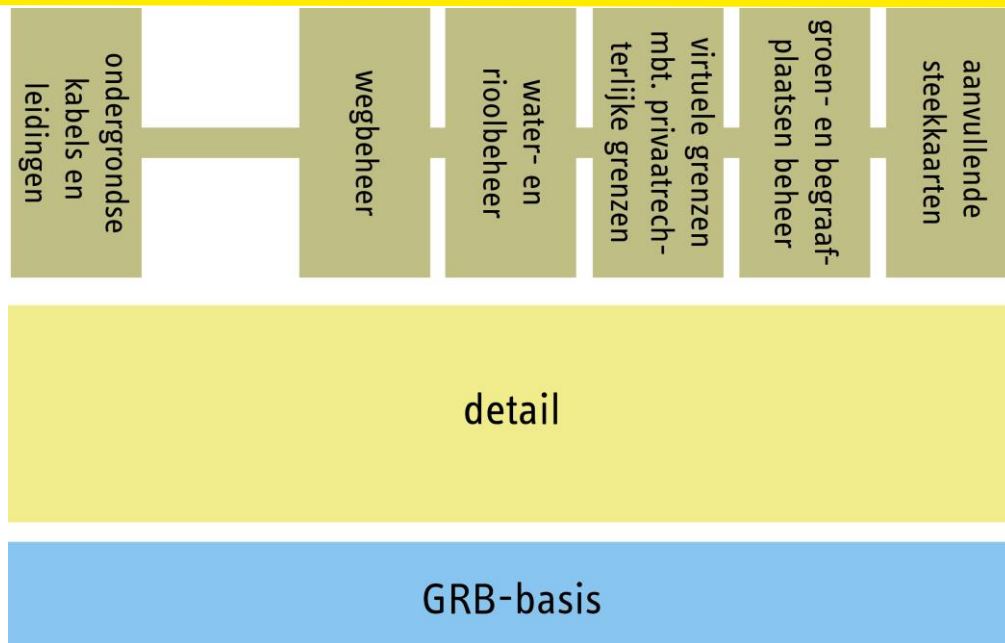 ondergrondse
kabels en
leidingen
wegbeheer
water- en
rioolbeheer
virtuele grenzen
mbt. privaatrech-
terlijke grenzen
groen- en begraaf-
plaatsen beheer
aanvullende
steekkaarten
detail
GRB-basis